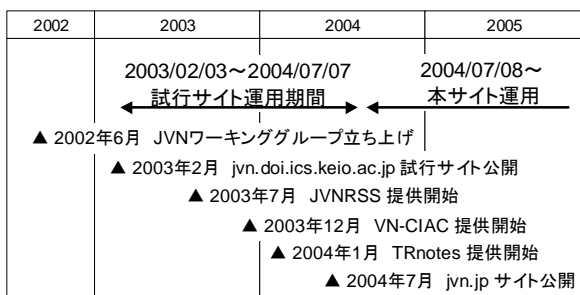 2002 2003 2004 2005
2003/02/03～2004/07/07 2004/07/08～
試行サイト運用期間 本サイト運用
▲ 2002年6月 JVNワーキンググループ立ち上げ
▲ 2003年2月 jvn.doi.ics.keio.ac.jp 試行サイト公開
▲ 2003年7月 JVNRSS 提供開始
▲ 2003年12月 VN-CIAC 提供開始
▲ 2004年1月 TRnotes 提供開始
▲ 2004年7月 jvn.jp サイト公開